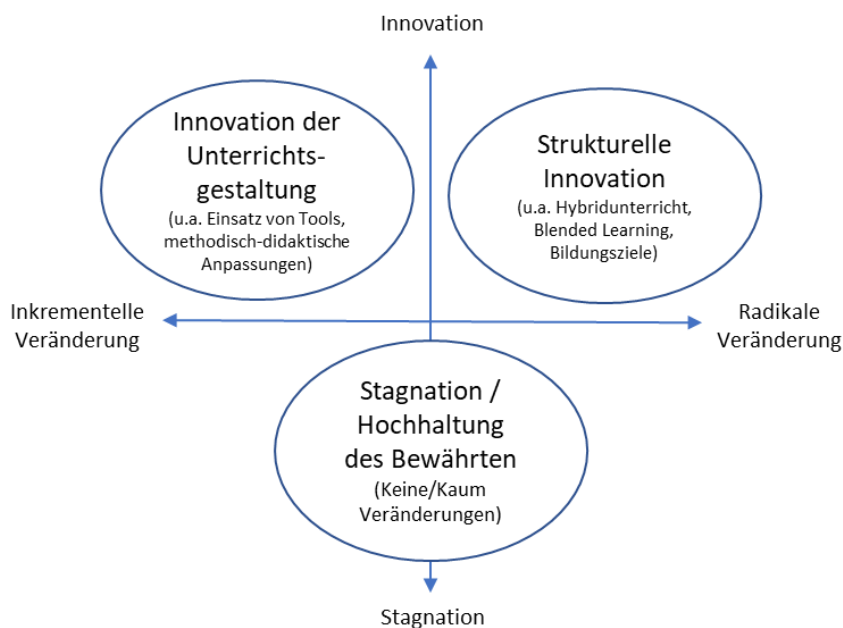 Innovation
Innovation der
Unterrichts-
gestaltung
(u.a. Einsatz von Tools,
methodisch-didaktische
Anpassungen)
Strukturelle
Innovation
(u.a. Hybridunterricht,
Blended Learning,
Bildungsziele)
Inkrementelle
Veränderung
Radikale
Veränderung
Stagnation /
Hochhaltung
des Bewährten
(Keine/Kaum
Veränderungen)
Stagnation